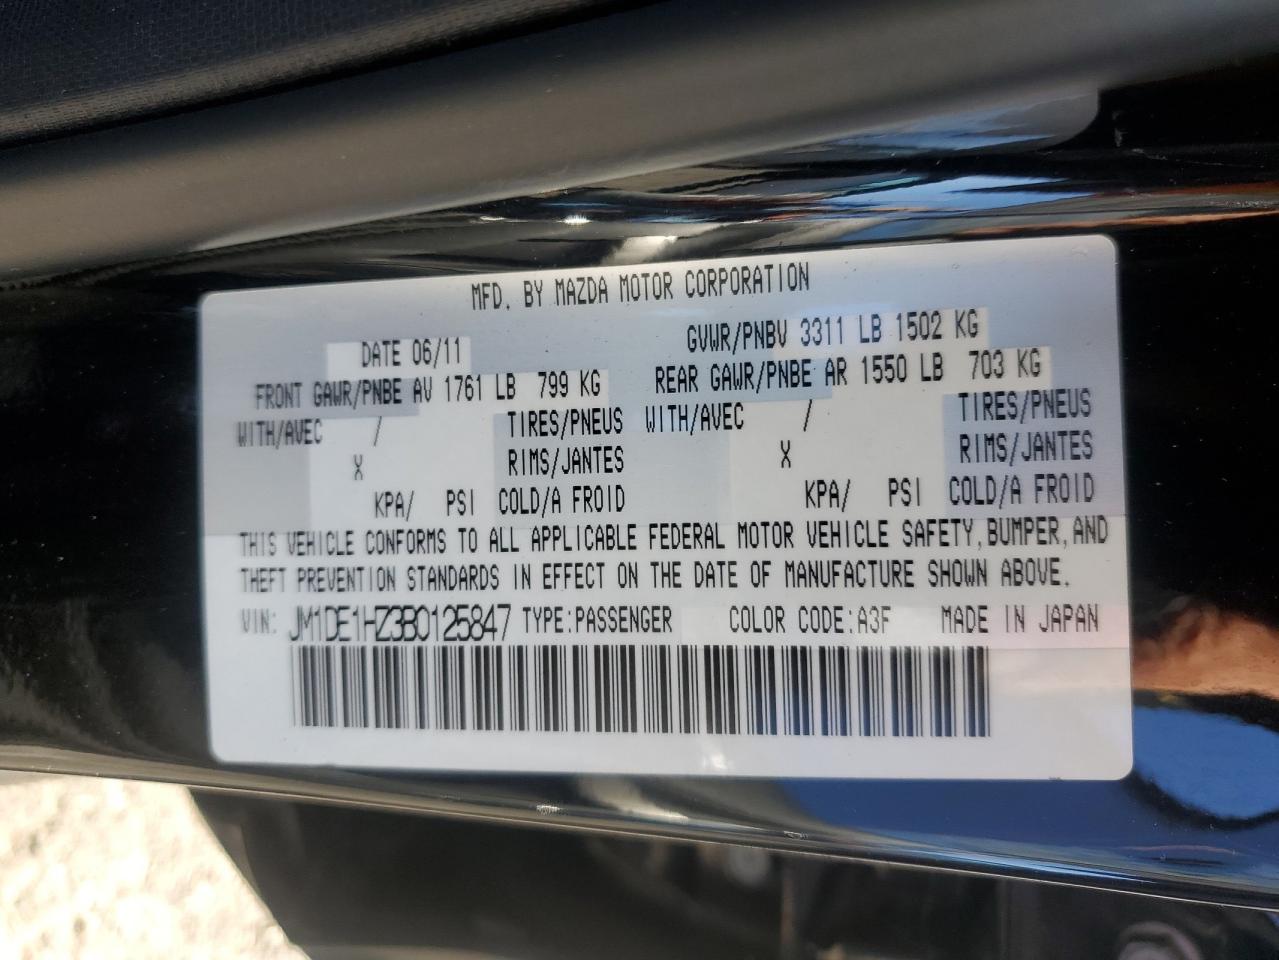 MFD. BY MAZDA MOTOR CORPORATION
DATE 06/11 GVWR/PNBV 3311 LB 1502 KG
FRONT GAWR/PNBE AV 1761 LB 799 KG REAR GAWR/PNBE AR 1550 LB 703 KG
WITH/AVEC / TIRES/PNEUS WITH/AVEC / TIRES/PNEUS
X RIMS/JANTES X RIMS/JANTES
KPA/ PSI COLD/A FROID KPA/ PSI COLD/A FROID
THIS VEHICLE CONFORMS TO ALL APPLICABLE FEDERAL MOTOR VEHICLE SAFETY, BUMPER, AND
THEFT PREVENTION STANDARDS IN EFFECT ON THE DATE OF MANUFACTURE SHOWN ABOVE.
VIN: JM1DE1HZ3B0125847 TYPE:PASSENGER COLOR CODE:A3F MADE IN JAPAN